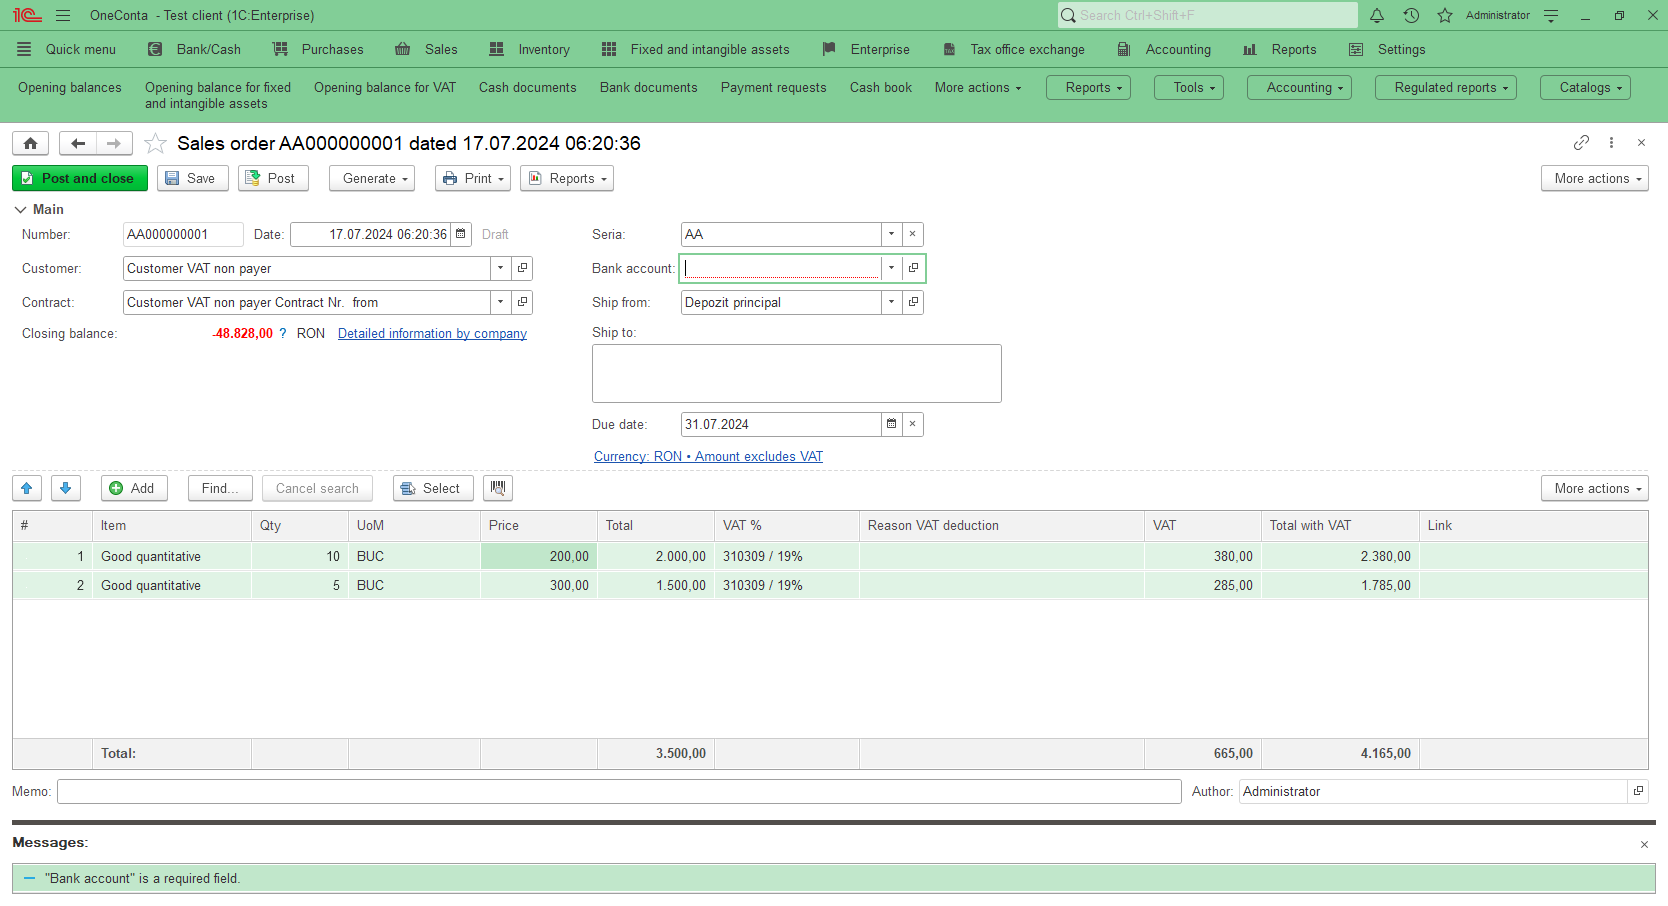 1C OneConta - Test client (1C:Enterprise) Search Ctrl+Shift+F Administrator
Quick menu Bank/Cash Purchases Sales Inventory Fixed and intangible assets Enterprise Tax office exchange Accounting Reports Settings
Opening balances Opening balance for fixed and intangible assets Opening balance for VAT Cash documents Bank documents Payment requests Cash book More actions Reports Tools Accounting Regulated reports Catalogs
Sales order AA000000001 dated 17.07.2024 06:20:36
Post and close Save Post Generate Print Reports More actions
Main
Number: AA000000001 Date: 17.07.2024 06:20:36 Draft Seria: AA
Customer: Customer VAT non payer Bank account:
Contract: Customer VAT non payer Contract Nr. from Ship from: Depozit principal
Closing balance: -48.828,00 ? RON Detailed information by company Ship to:
Due date: 31.07.2024
Currency: RON • Amount excludes VAT
Add Find... Cancel search Select More actions
# Item Qty UoM Price Total VAT % Reason VAT deduction VAT Total with VAT Link
1 Good quantitative 10 BUC 200,00 2.000,00 310309 / 19% 380,00 2.380,00
2 Good quantitative 5 BUC 300,00 1.500,00 310309 / 19% 285,00 1.785,00
Total: 3.500,00 665,00 4.165,00
Memo: Author: Administrator
Messages:
"Bank account" is a required field.